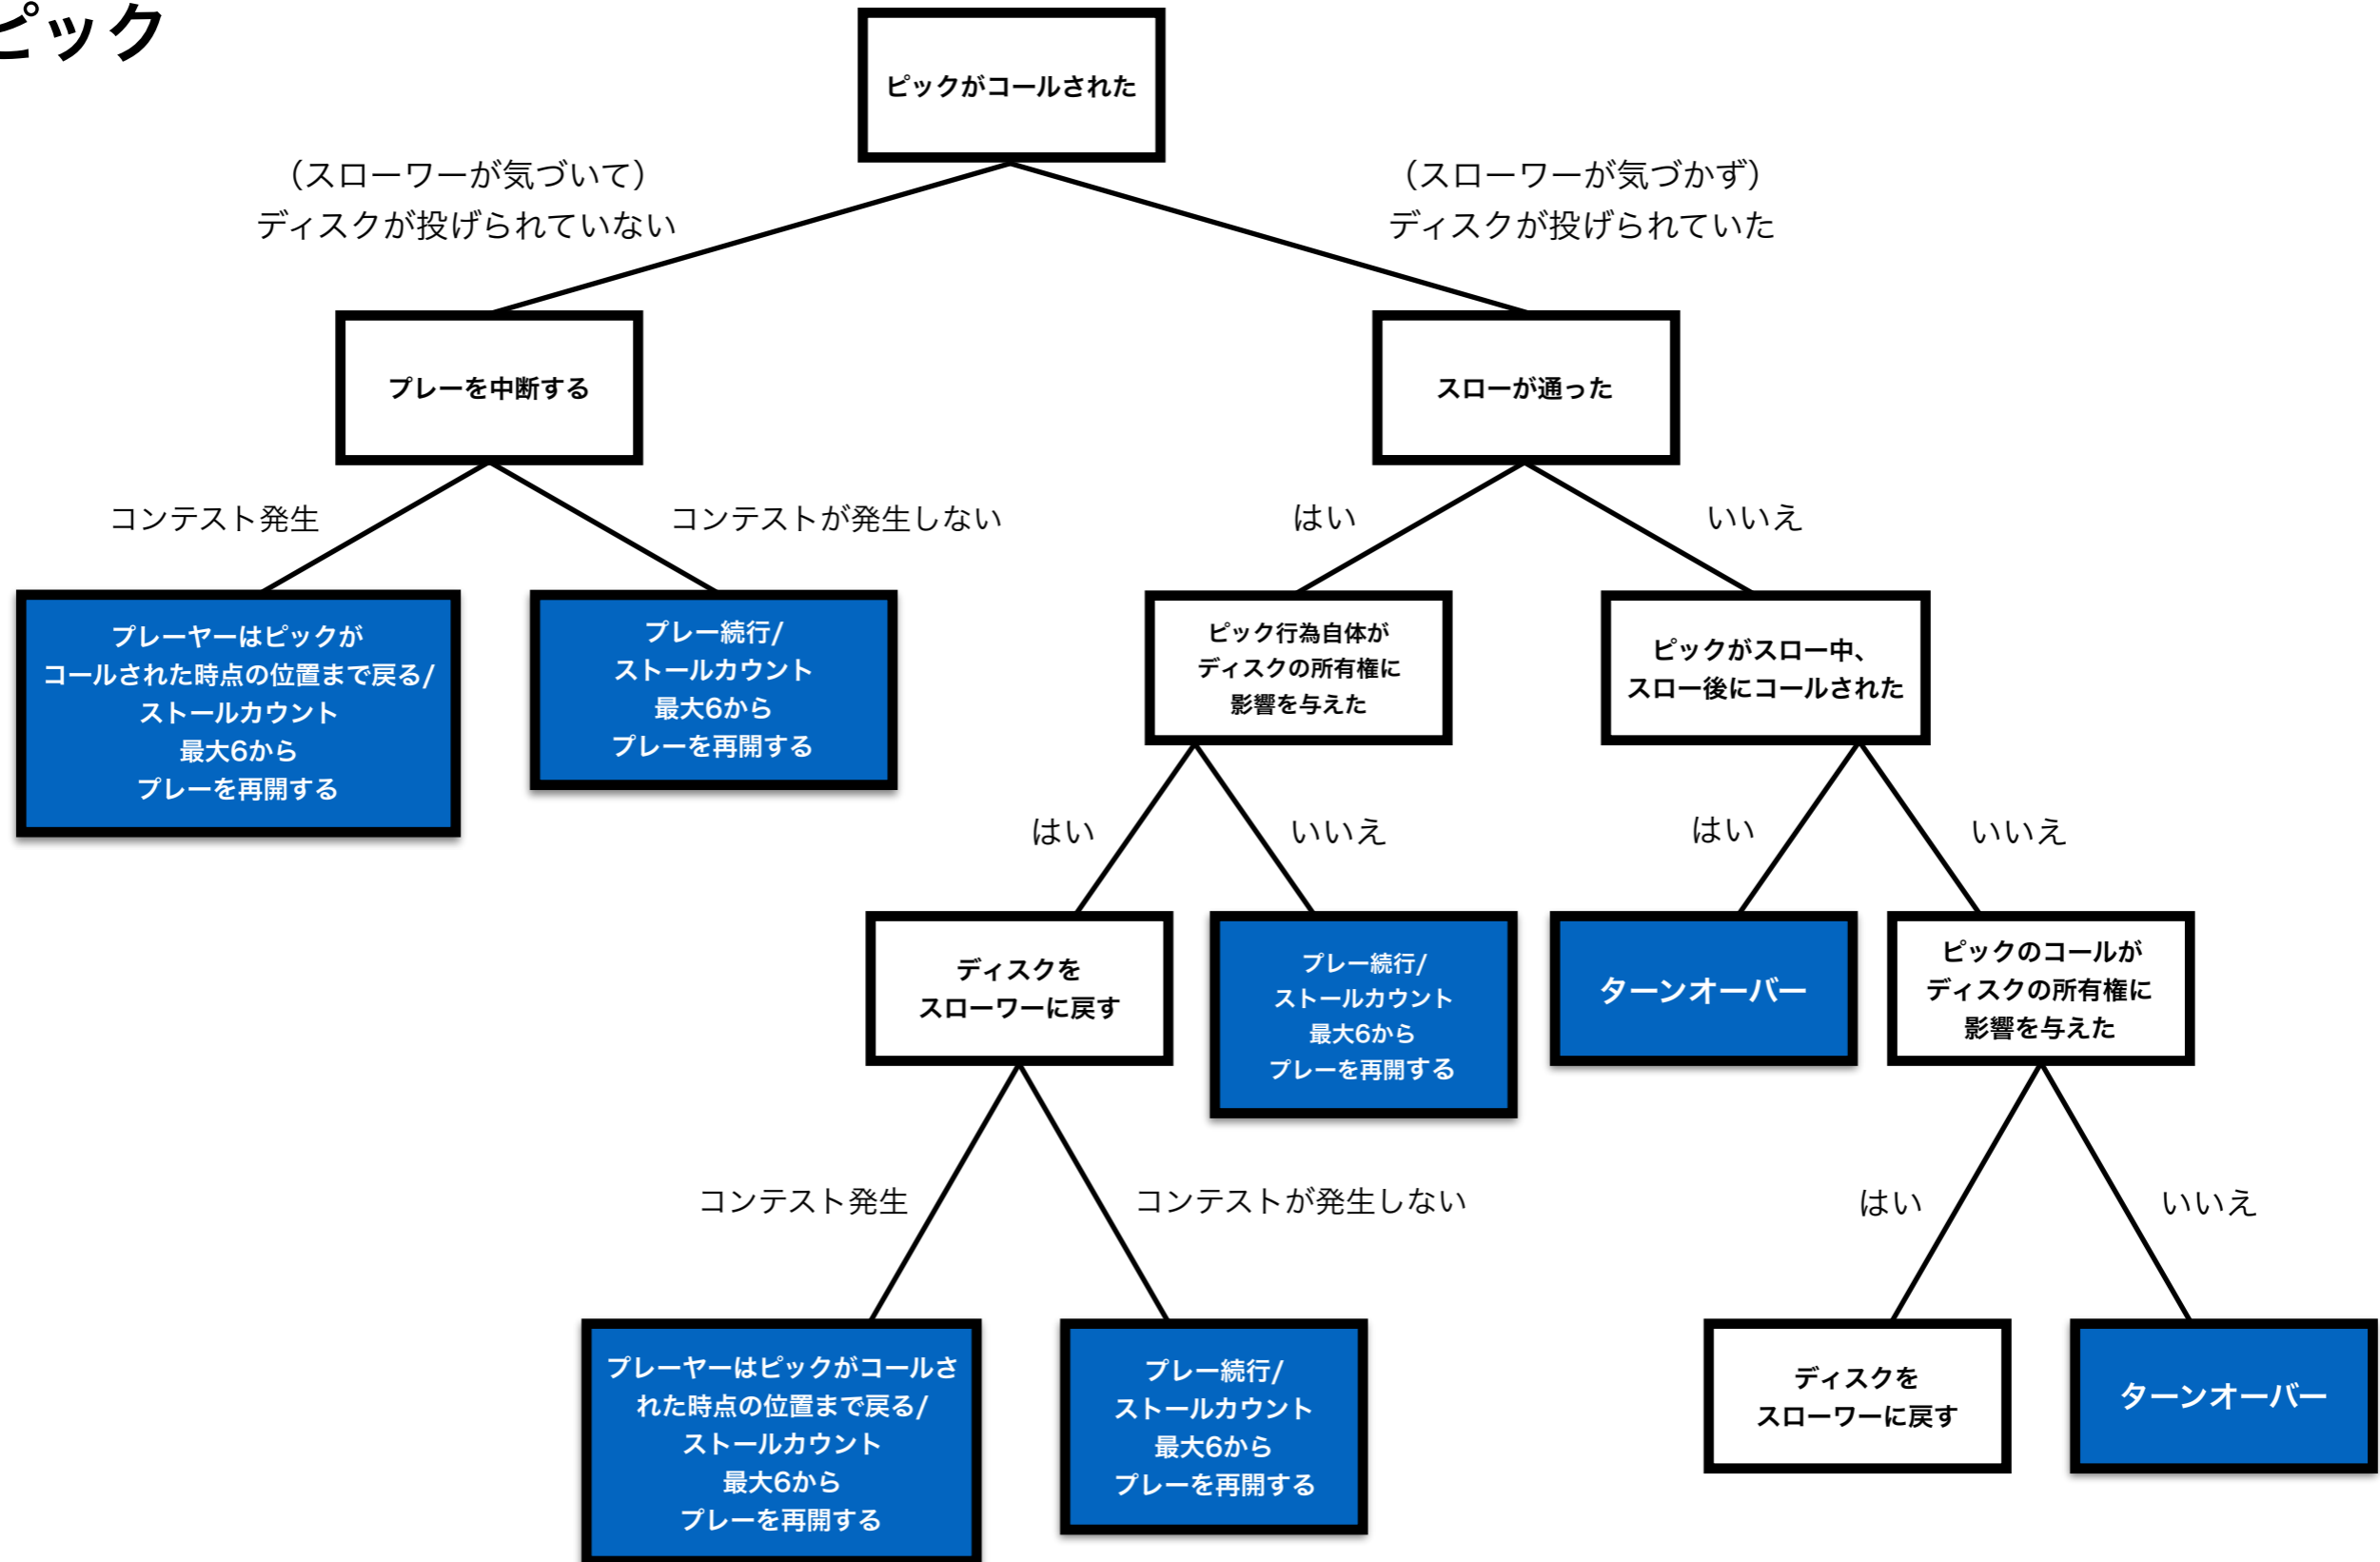 ピック
ピックがコールされた
（スローワーが気づいて）
ディスクが投げられていない
（スローワーが気づかず）
ディスクが投げられていた
プレーを中断する
スローが通った
コンテスト発生
コンテストが発生しない
はい
いいえ
プレーヤーはピックが
コールされた時点の位置まで戻る/
ストールカウント
最大6から
プレーを再開する
プレー続行/
ストールカウント
最大6から
プレーを再開する
ピック行為自体が
ディスクの所有権に
影響を与えた
ピックがスロー中、
スロー後にコールされた
はい
いいえ
はい
いいえ
ディスクを
スローワーに戻す
プレー続行/
ストールカウント
最大6から
プレーを再開する
ターンオーバー
ピックのコールが
ディスクの所有権に
影響を与えた
コンテスト発生
コンテストが発生しない
はい
いいえ
プレーヤーはピックがコールさ
れた時点の位置まで戻る/
ストールカウント
最大6から
プレーを再開する
プレー続行/
ストールカウント
最大6から
プレーを再開する
ディスクを
スローワーに戻す
ターンオーバー